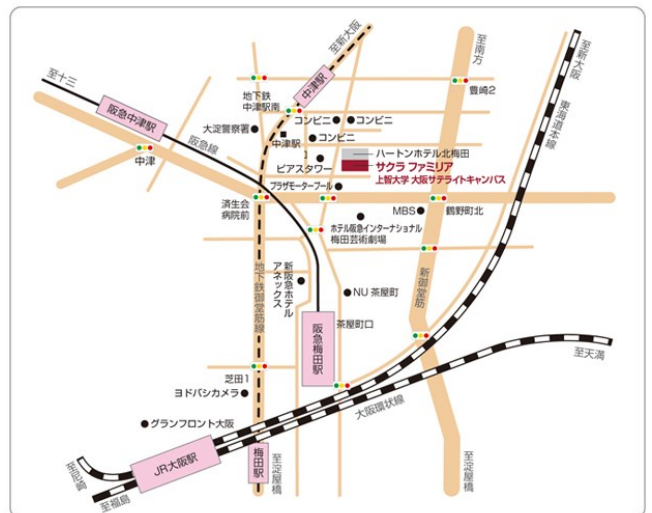 至新大阪
至十三
阪急中津駅
中津駅
地下鉄
中津駅南
至南方
豊崎2
至新大阪
東海道本線
コンビニ
コンビニ
大淀警察署
中津駅
阪急線
中津
ピアスタワー
ハートンホテル北梅田
サクラ ファミリア
上智大学 大阪サテライトキャンパス
プラザモータープール
済生会
病院前
MBS
鶴野町北
ホテル阪急インターナショナル
梅田芸術劇場
地下鉄御堂筋線
新阪急ホテル
アネックス
新御堂筋
NU 茶屋町
阪急梅田駅
茶屋町口
至天満
芝田1
ヨドバシカメラ
大阪環状線
グランフロント大阪
JR大阪駅
梅田駅
至淀屋橋
至淀屋橋
至尼崎
至福島